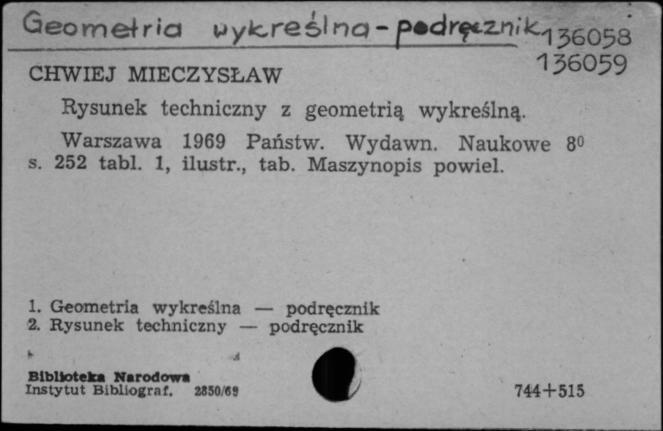 Geometria wykreślna - podręcznik
136058
136059
CHWIEJ MIECZYSŁAW
Rysunek techniczny z geometrią wykreślną.
Warszawa 1969 Państw. Wydawn. Naukowe 8⁰
s. 252 tabl. 1, ilustr., tab. Maszynopis powiel.
1. Geometria wykreślna — podręcznik
2. Rysunek techniczny — podręcznik
Biblioteka Narodowa
Instytut Bibliograf. 2850/69
744+515